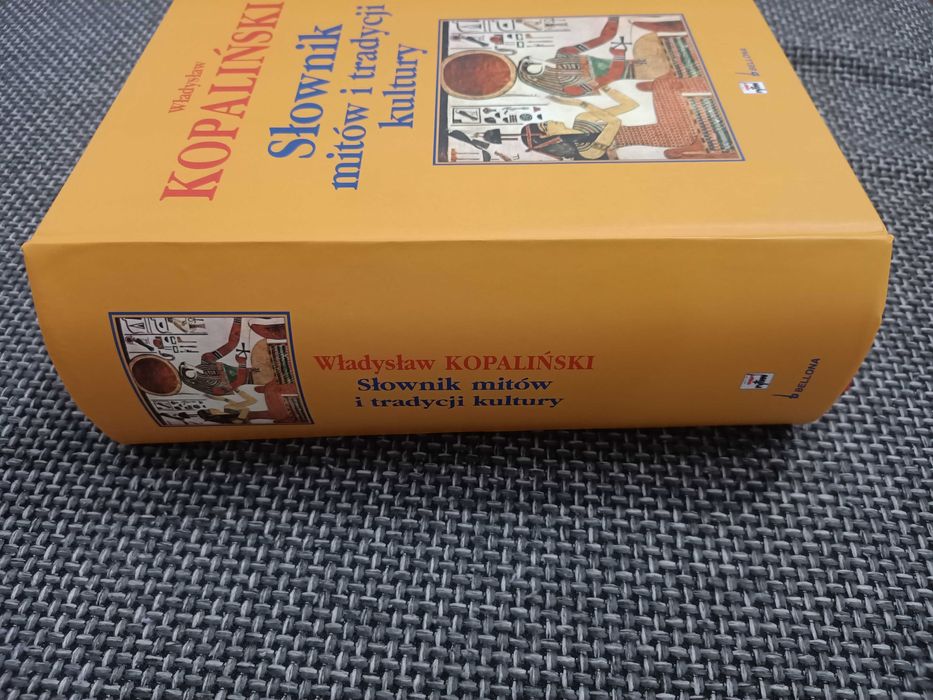 Władysław
KOPALIŃSKI
Słownik
mitów i tradycji
kultury
BELLONA
Władysław KOPALIŃSKI
Słownik mitów
i tradycji kultury
BELLONA